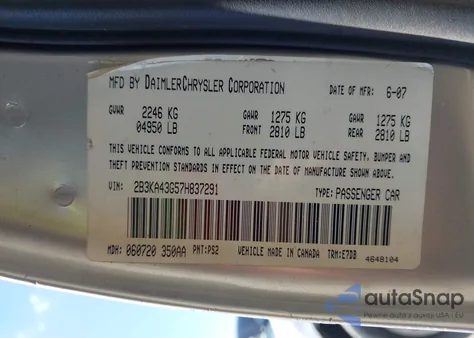 MFD BY DAIMLERCHRYSLER CORPORATION DATE OF MFR: 6-07
GVWR 2246 KG GAWR 1275 KG GAWR 1275 KG
04950 LB FRONT 2810 LB REAR 2810 LB
THIS VEHICLE CONFORMS TO ALL APPLICABLE FEDERAL MOTOR VEHICLE SAFETY, BUMPER AND
THEFT PREVENTION STANDARDS IN EFFECT ON THE DATE OF MANUFACTURE SHOWN ABOVE.
VIN: 2B3KA43G57H837291 TYPE: PASSENGER CAR
MDH: 060720 350AA PNT: PS2 VEHICLE MADE IN CANADA TRM: E7DB
4648104
autoSnap